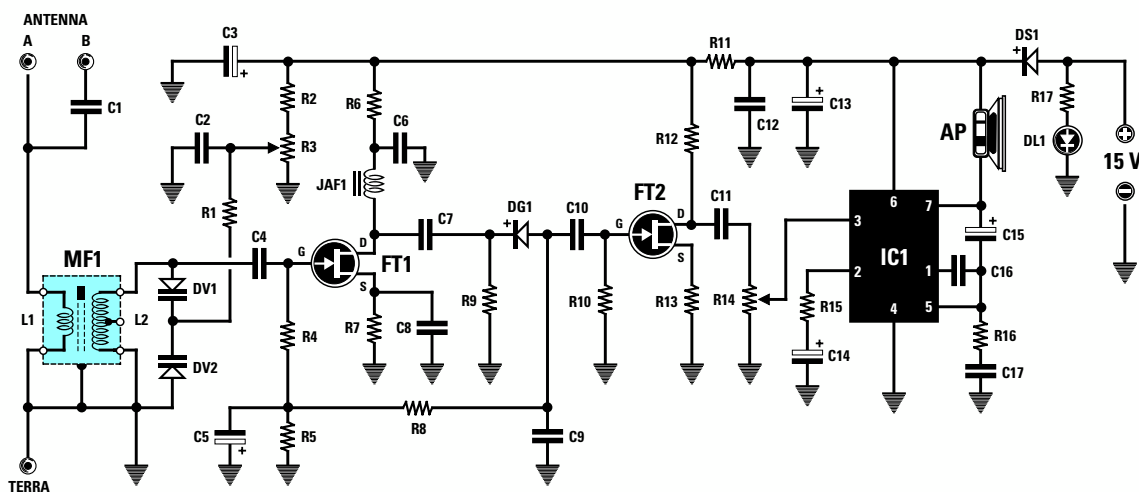 ANTENNA
A B
C1
C3
+
C2
R2
R3
R1
R6
C6
JAF1
R11
C12
+
C13
R12
DS1
+
R17
DL1
AP
15 V
MF1
L1
L2
DV1
DV2
C4
G
D
S
FT1
R4
R7
C8
C7
DG1
+
R9
C10
R10
G
FT2
D
S
R13
C11
R14
3
6
7
2
IC1
1
4
5
R15
+
C14
+
C15
C16
R16
C17
C5
+
R5
R8
C9
TERRA